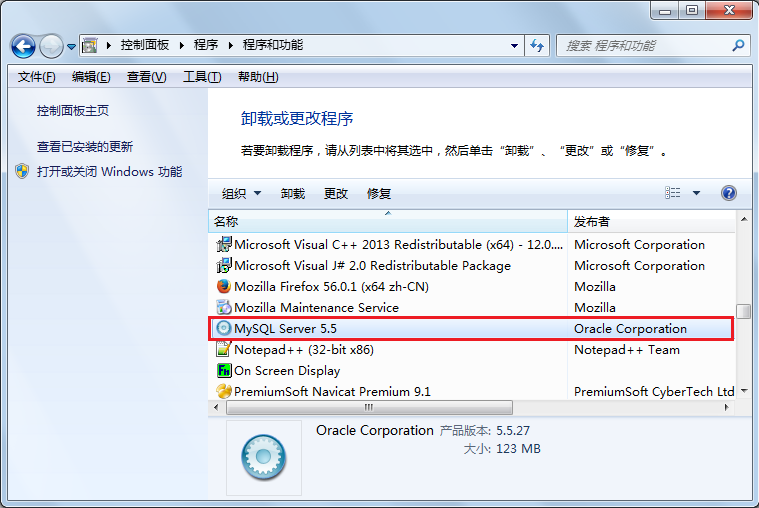 控制面板 程序 程序和功能
搜索 程序和功能
文件(F) 编辑(E) 查看(V) 工具(T) 帮助(H)
控制面板主页
查看已安装的更新
打开或关闭 Windows 功能
卸载或更改程序
若要卸载程序，请从列表中将其选中，然后单击“卸载”、“更改”或“修复”。
组织 卸载 更改 修复
名称 发布者
Microsoft Visual C++ 2013 Redistributable (x64) - 12.0.... Microsoft Corporation
Microsoft Visual J# 2.0 Redistributable Package Microsoft Corporation
Mozilla Firefox 56.0.1 (x64 zh-CN) Mozilla
Mozilla Maintenance Service Mozilla
MySQL Server 5.5 Oracle Corporation
Notepad++ (32-bit x86) Notepad++ Team
On Screen Display
PremiumSoft Navicat Premium 9.1 PremiumSoft CyberTech Ltd
Oracle Corporation 产品版本: 5.5.27
大小: 123 MB